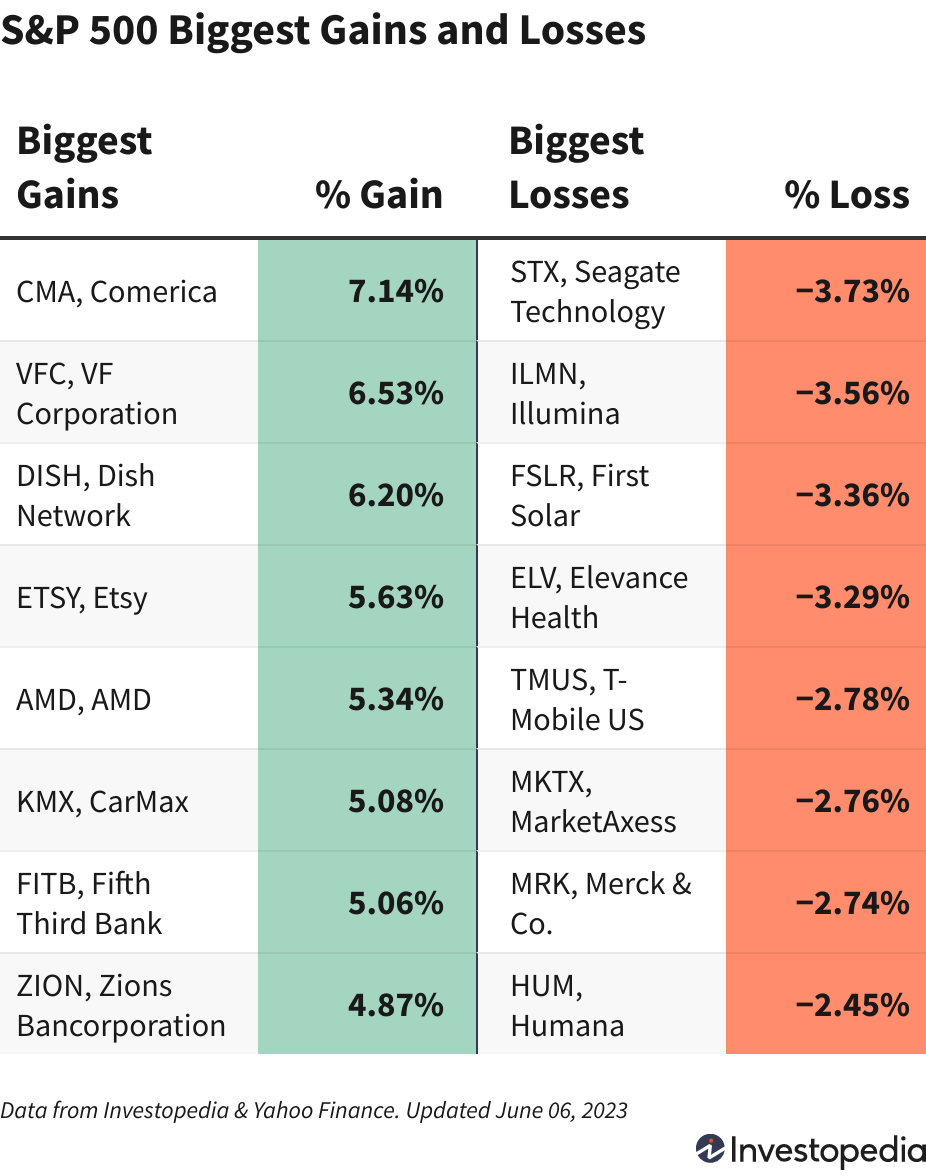 S&P 500 Biggest Gains and Losses
Biggest
Gains
% Gain
Biggest
Losses
% Loss
CMA, Comerica
7.14%
STX, Seagate
Technology
−3.73%
VFC, VF
Corporation
6.53%
ILMN,
Illumina
−3.56%
DISH, Dish
Network
6.20%
FSLR, First
Solar
−3.36%
ETSY, Etsy
5.63%
ELV, Elevance
Health
−3.29%
AMD, AMD
5.34%
TMUS, T-
Mobile US
−2.78%
KMX, CarMax
5.08%
MKTX,
MarketAxess
−2.76%
FITB, Fifth
Third Bank
5.06%
MRK, Merck &
Co.
−2.74%
ZION, Zions
Bancorporation
4.87%
HUM,
Humana
−2.45%
Data from Investopedia & Yahoo Finance. Updated June 06, 2023
Investopedia